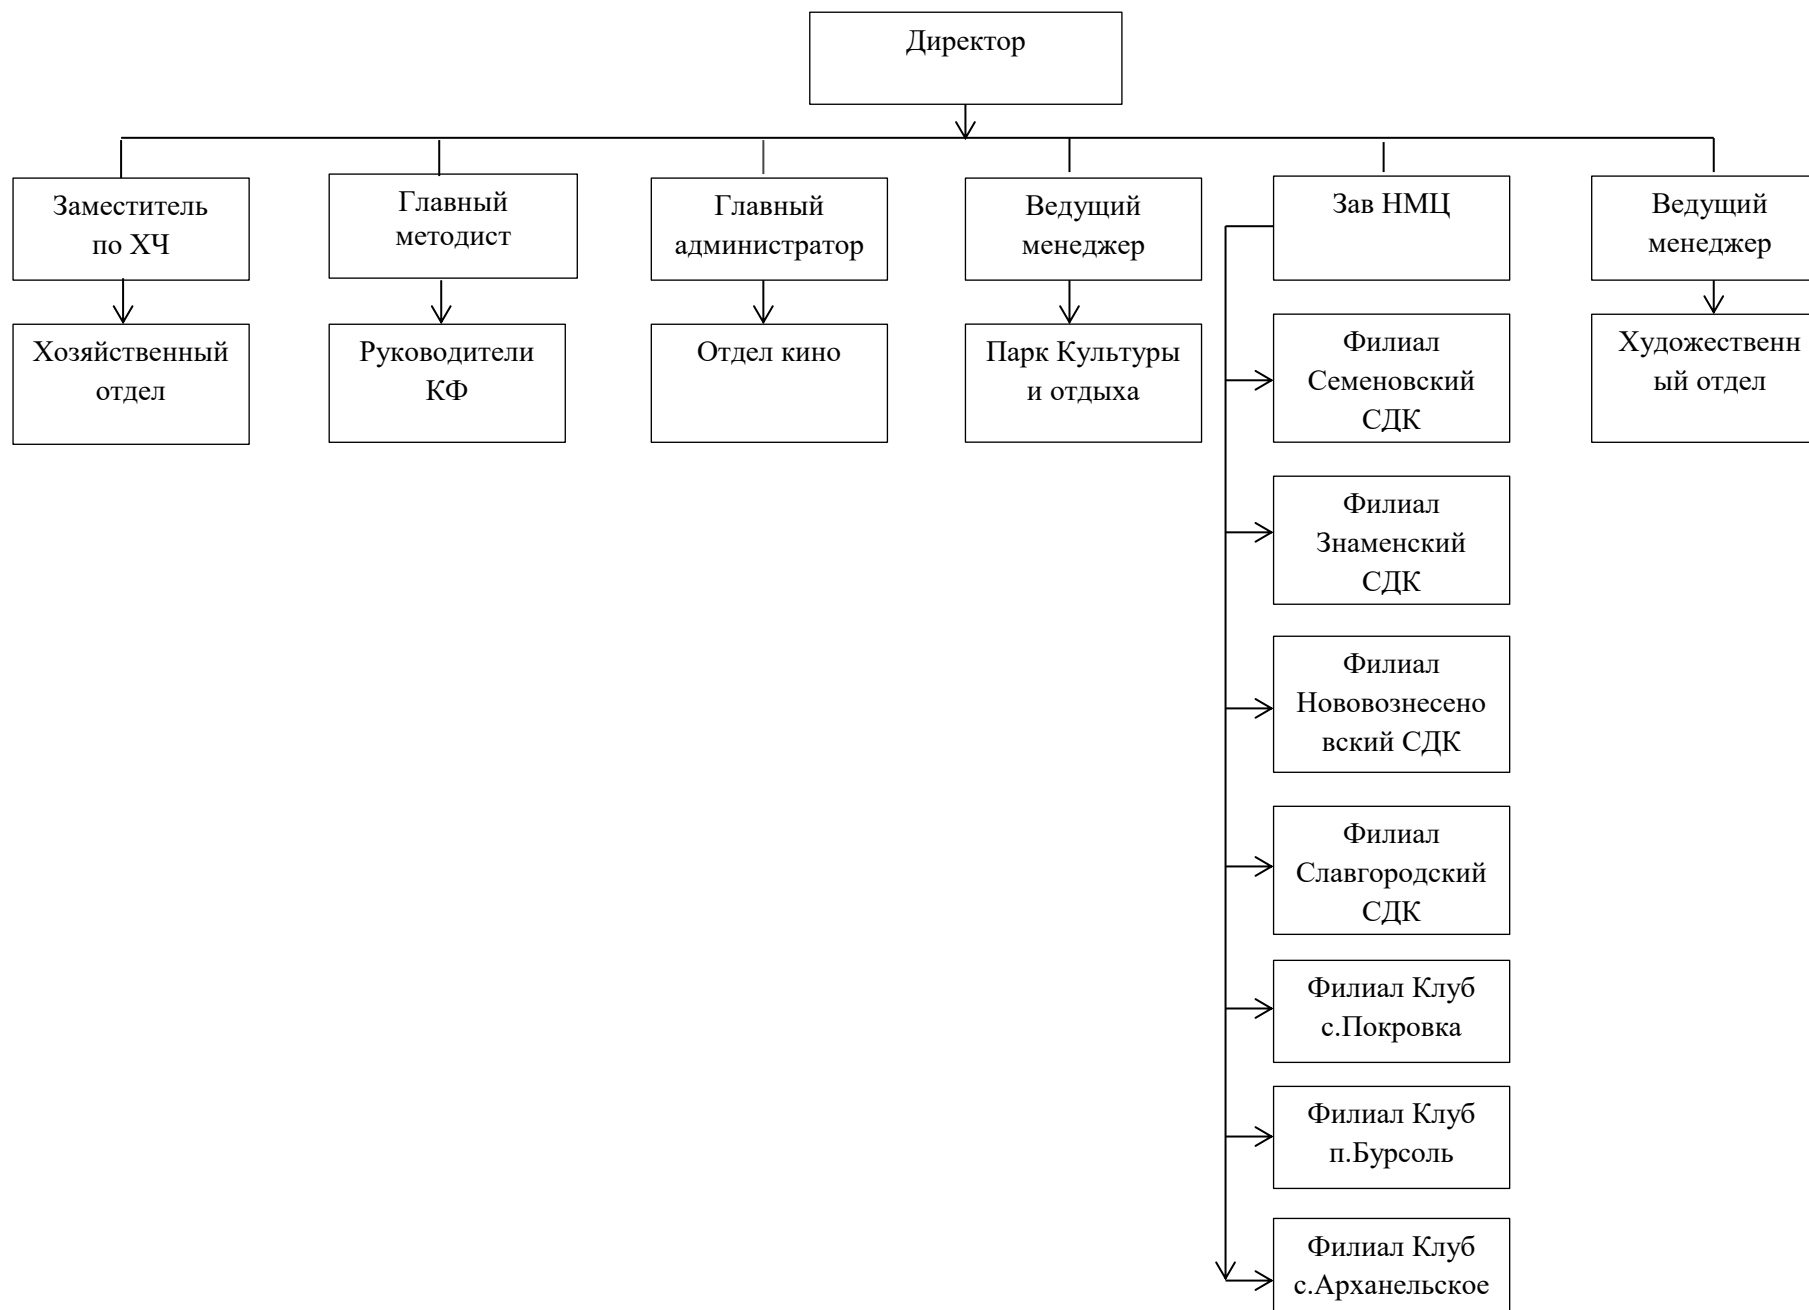 Директор
Заместитель
по ХЧ
Главный
методист
Главный
администратор
Ведущий
менеджер
Зав НМЦ
Ведущий
менеджер
Хозяйственный
отдел
Руководители
КФ
Отдел кино
Парк Культуры
и отдыха
Филиал
Семеновский
СДК
Художественн
ый отдел
Филиал
Знаменский
СДК
Филиал
Нововознесено
вский СДК
Филиал
Славгородский
СДК
Филиал Клуб
с.Покровка
Филиал Клуб
п.Бурсоль
Филиал Клуб
с.Арханельское